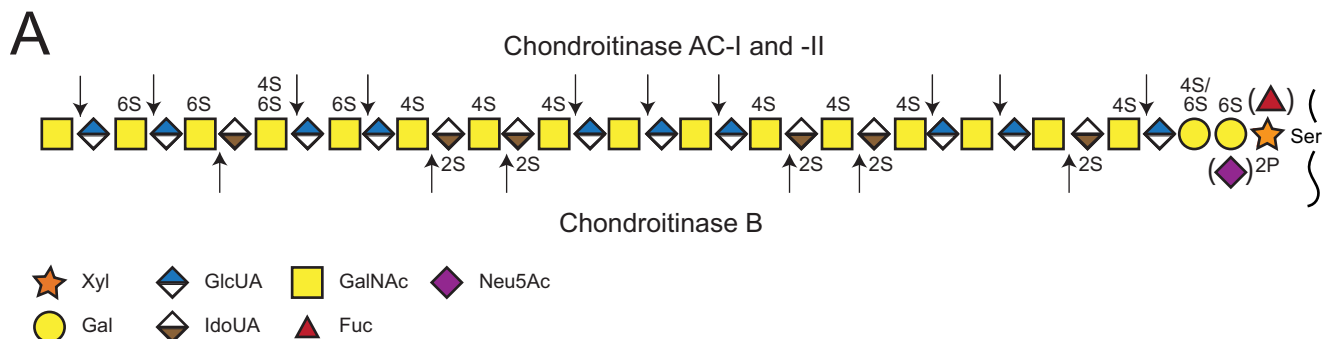 A
Chondroitinase AC-I and -II
4S 4S/
6S 6S 6S 6S 4S 4S 4S 4S 4S 4S 4S 6S 6S ( )
Ser
2S 2S 2S 2S 2S ( ) 2P
Chondroitinase B
Xyl GlcUA GalNAc Neu5Ac
Gal IdoUA Fuc